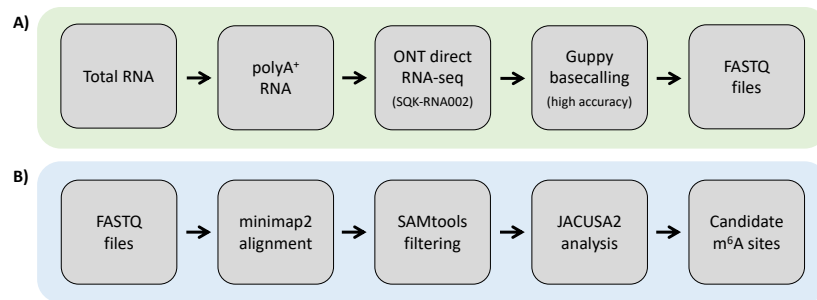 A)
Total RNA
polyA⁺
RNA
ONT direct
RNA-seq
(SQK-RNA002)
Guppy
basecalling
(high accuracy)
FASTQ
files
B)
FASTQ
files
minimap2
alignment
SAMtools
filtering
JACUSA2
analysis
Candidate
m⁶A sites